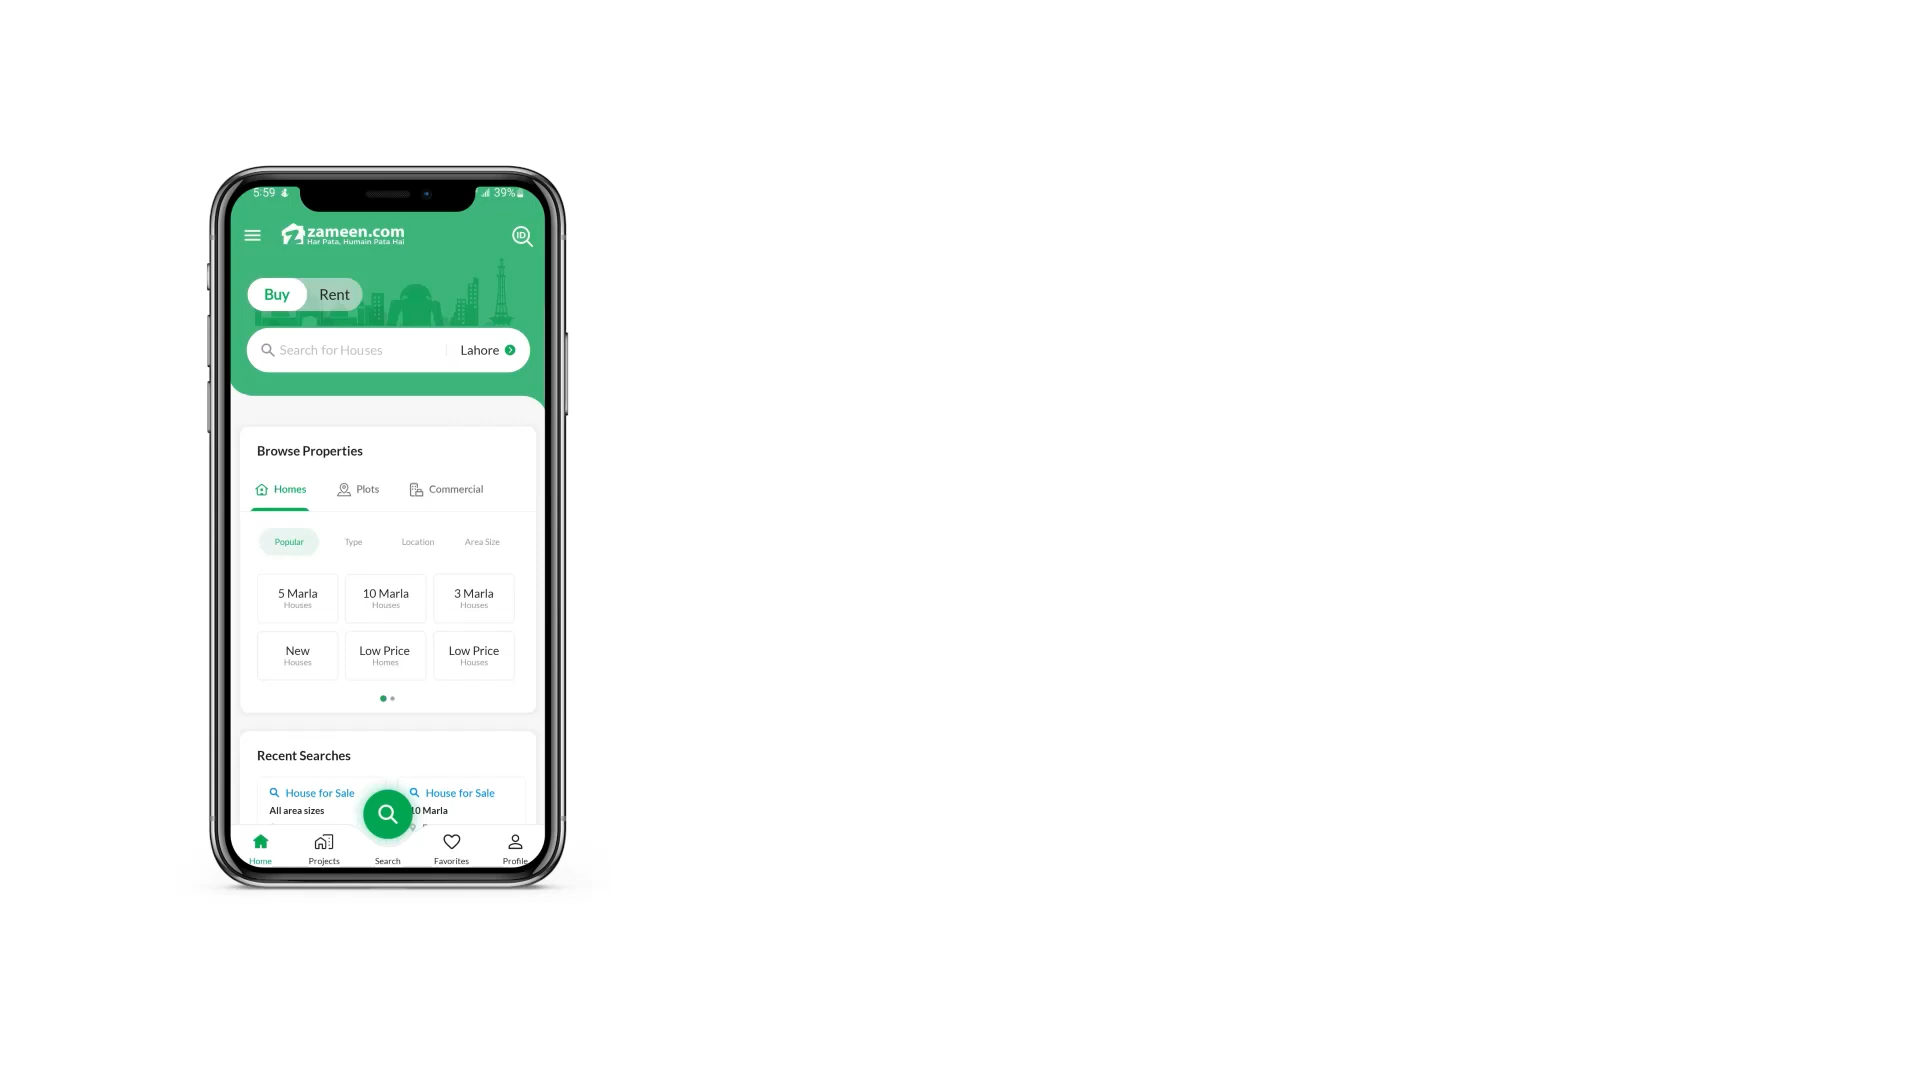 5:59 39%
zameen.com
Har Pata, Humain Pata Hai
ID
Buy Rent
Search for Houses Lahore
Browse Properties
Homes Plots Commercial
Popular Type Location Area Size
5 Marla 10 Marla 3 Marla
Houses Houses Houses
New Low Price Low Price
Houses Homes Houses
Recent Searches
House for Sale House for Sale
All area sizes 10 Marla
Home Projects Search Favorites Profile